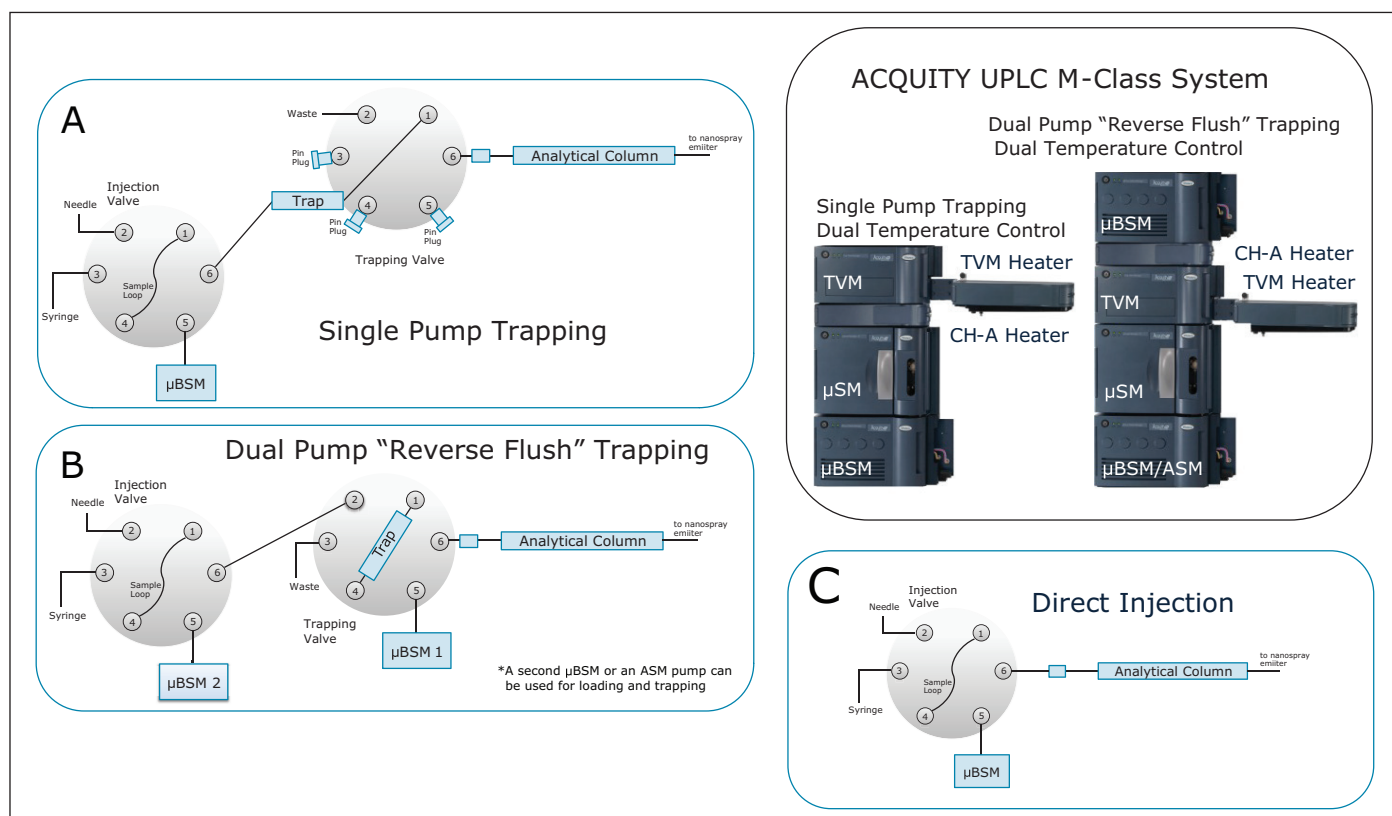 A
Waste
2
1
3
6
4
5
Pin
Plug
Pin
Plug
Pin
Plug
Trap
Analytical Column
to nanospray
emiiter
Trapping Valve
Injection
Valve
Needle
2
1
3
6
4
5
Sample
Loop
Syringe
µBSM
Single Pump Trapping
B
Dual Pump “Reverse Flush” Trapping
Injection
Valve
Needle
2
1
3
6
4
5
Sample
Loop
Syringe
µBSM 2
2
1
3
6
4
5
Trap
Waste
Trapping
Valve
µBSM 1
Analytical Column
to nanospray
emiiter
*A second µBSM or an ASM pump can
be used for loading and trapping
ACQUITY UPLC M-Class System
Dual Pump “Reverse Flush” Trapping
Dual Temperature Control
Single Pump Trapping
Dual Temperature Control
TVM
TVM Heater
CH-A Heater
µSM
µBSM
µBSM
CH-A Heater
TVM Heater
TVM
µSM
µBSM/ASM
C
Direct Injection
Injection
Valve
Needle
2
1
3
6
4
5
Sample
Loop
Syringe
µBSM
Analytical Column
to nanospray
emiiter